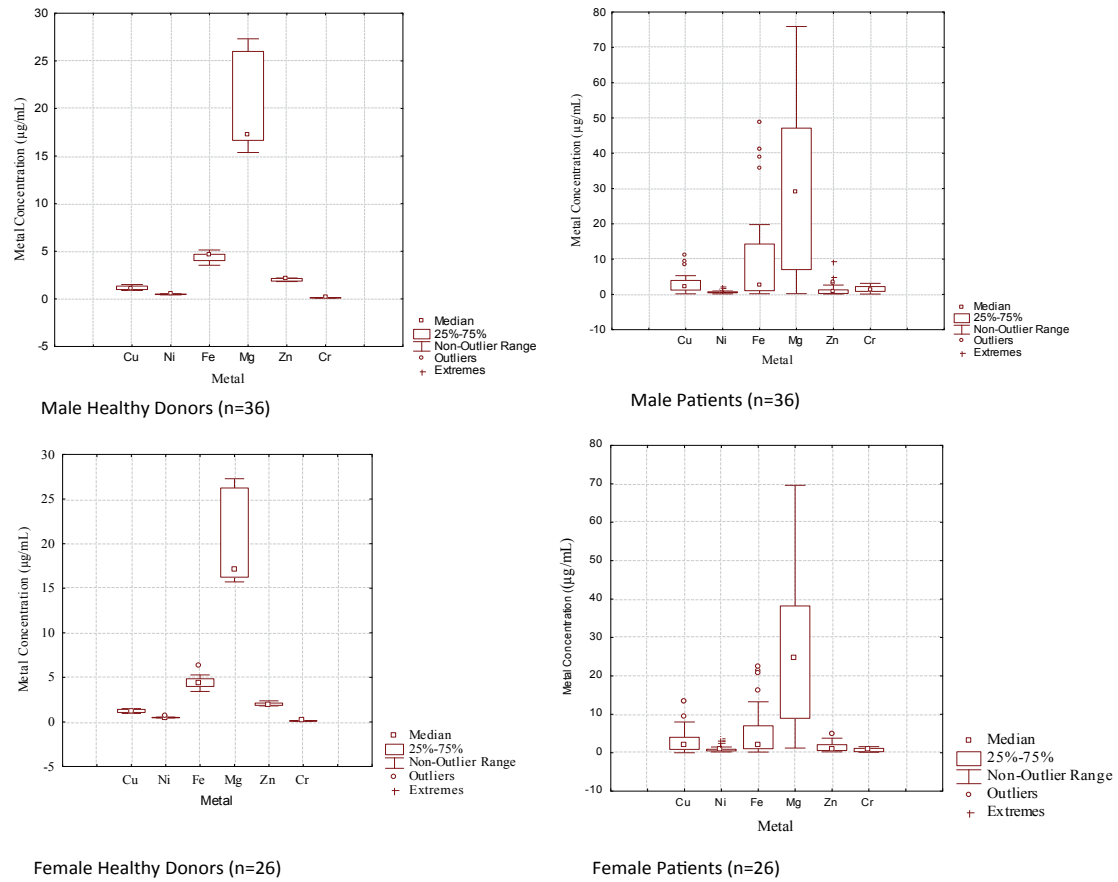 30
25
20
15
10
5
0
-5
Metal Concentration (µg/mL)
Cu Ni Fe Mg Zn Cr
Metal
Median
25%-75%
Non-Outlier Range
Outliers
Extremes
Male Healthy Donors (n=36)
80
70
60
50
40
30
20
10
0
-10
Metal Concentration (µg/mL)
Cu Ni Fe Mg Zn Cr
Metal
Median
25%-75%
Non-Outlier Range
Outliers
Extremes
Male Patients (n=36)
30
25
20
15
10
5
0
-5
Metal Concentration (µg/mL)
Cu Ni Fe Mg Zn Cr
Metal
Median
25%-75%
Non-Outlier Range
Outliers
Extremes
Female Healthy Donors (n=26)
80
70
60
50
40
30
20
10
0
-10
Metal Concentration ((µg/mL)
Cu Ni Fe Mg Zn Cr
Metal
Median
25%-75%
Non-Outlier Range
Outliers
Extremes
Female Patients (n=26)